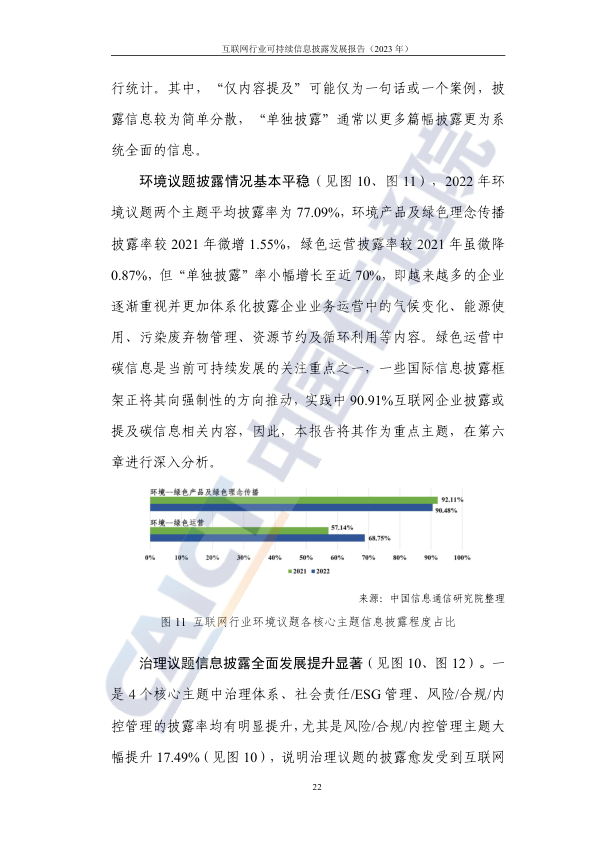 互联网行业可持续信息披露发展报告（2023 年）
行统计。其中，“仅内容提及”可能仅为一句话或一个案例，披
露信息较为简单分散，“单独披露”通常以更多篇幅披露更为系
统全面的信息。
环境议题披露情况基本平稳（见图 10、图 11），2022 年环
境议题两个主题平均披露率为 77.09%，环境产品及绿色理念传播
披露率较 2021 年微增 1.55%，绿色运营披露率较 2021 年虽微降
0.87%，但“单独披露”率小幅增长至近 70%，即越来越多的企业
逐渐重视并更加体系化披露企业业务运营中的气候变化、能源使
用、污染废弃物管理、资源节约及循环利用等内容。绿色运营中
碳信息是当前可持续发展的关注重点之一，一些国际信息披露框
架正将其向强制性的方向推动，实践中 90.91%互联网企业披露或
提及碳信息相关内容，因此，本报告将其作为重点主题，在第六
章进行深入分析。
环境—绿色产品及绿色理念传播
92.11%
90.48%
环境—绿色运营
57.14%
68.75%
0% 10% 20% 30% 40% 50% 60% 70% 80% 90% 100%
2021 2022
来源：中国信息通信研究院整理
图 11 互联网行业环境议题各核心主题信息披露程度占比
治理议题信息披露全面发展提升显著（见图 10、图 12）。一
是 4 个核心主题中治理体系、社会责任/ESG 管理、风险/合规/内
控管理的披露率均有明显提升，尤其是风险/合规/内控管理主题大
幅提升 17.49%（见图 10），说明治理议题的披露愈发受到互联网
22
CAICT 中国信通院